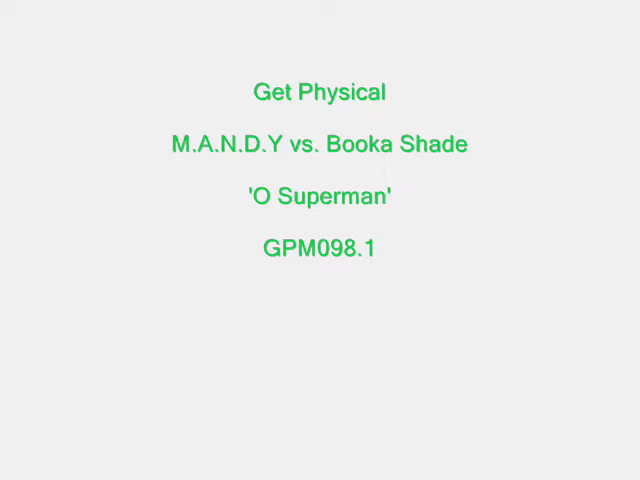 Get Physical
M.A.N.D.Y vs. Booka Shade
'O Superman'
GPM098.1